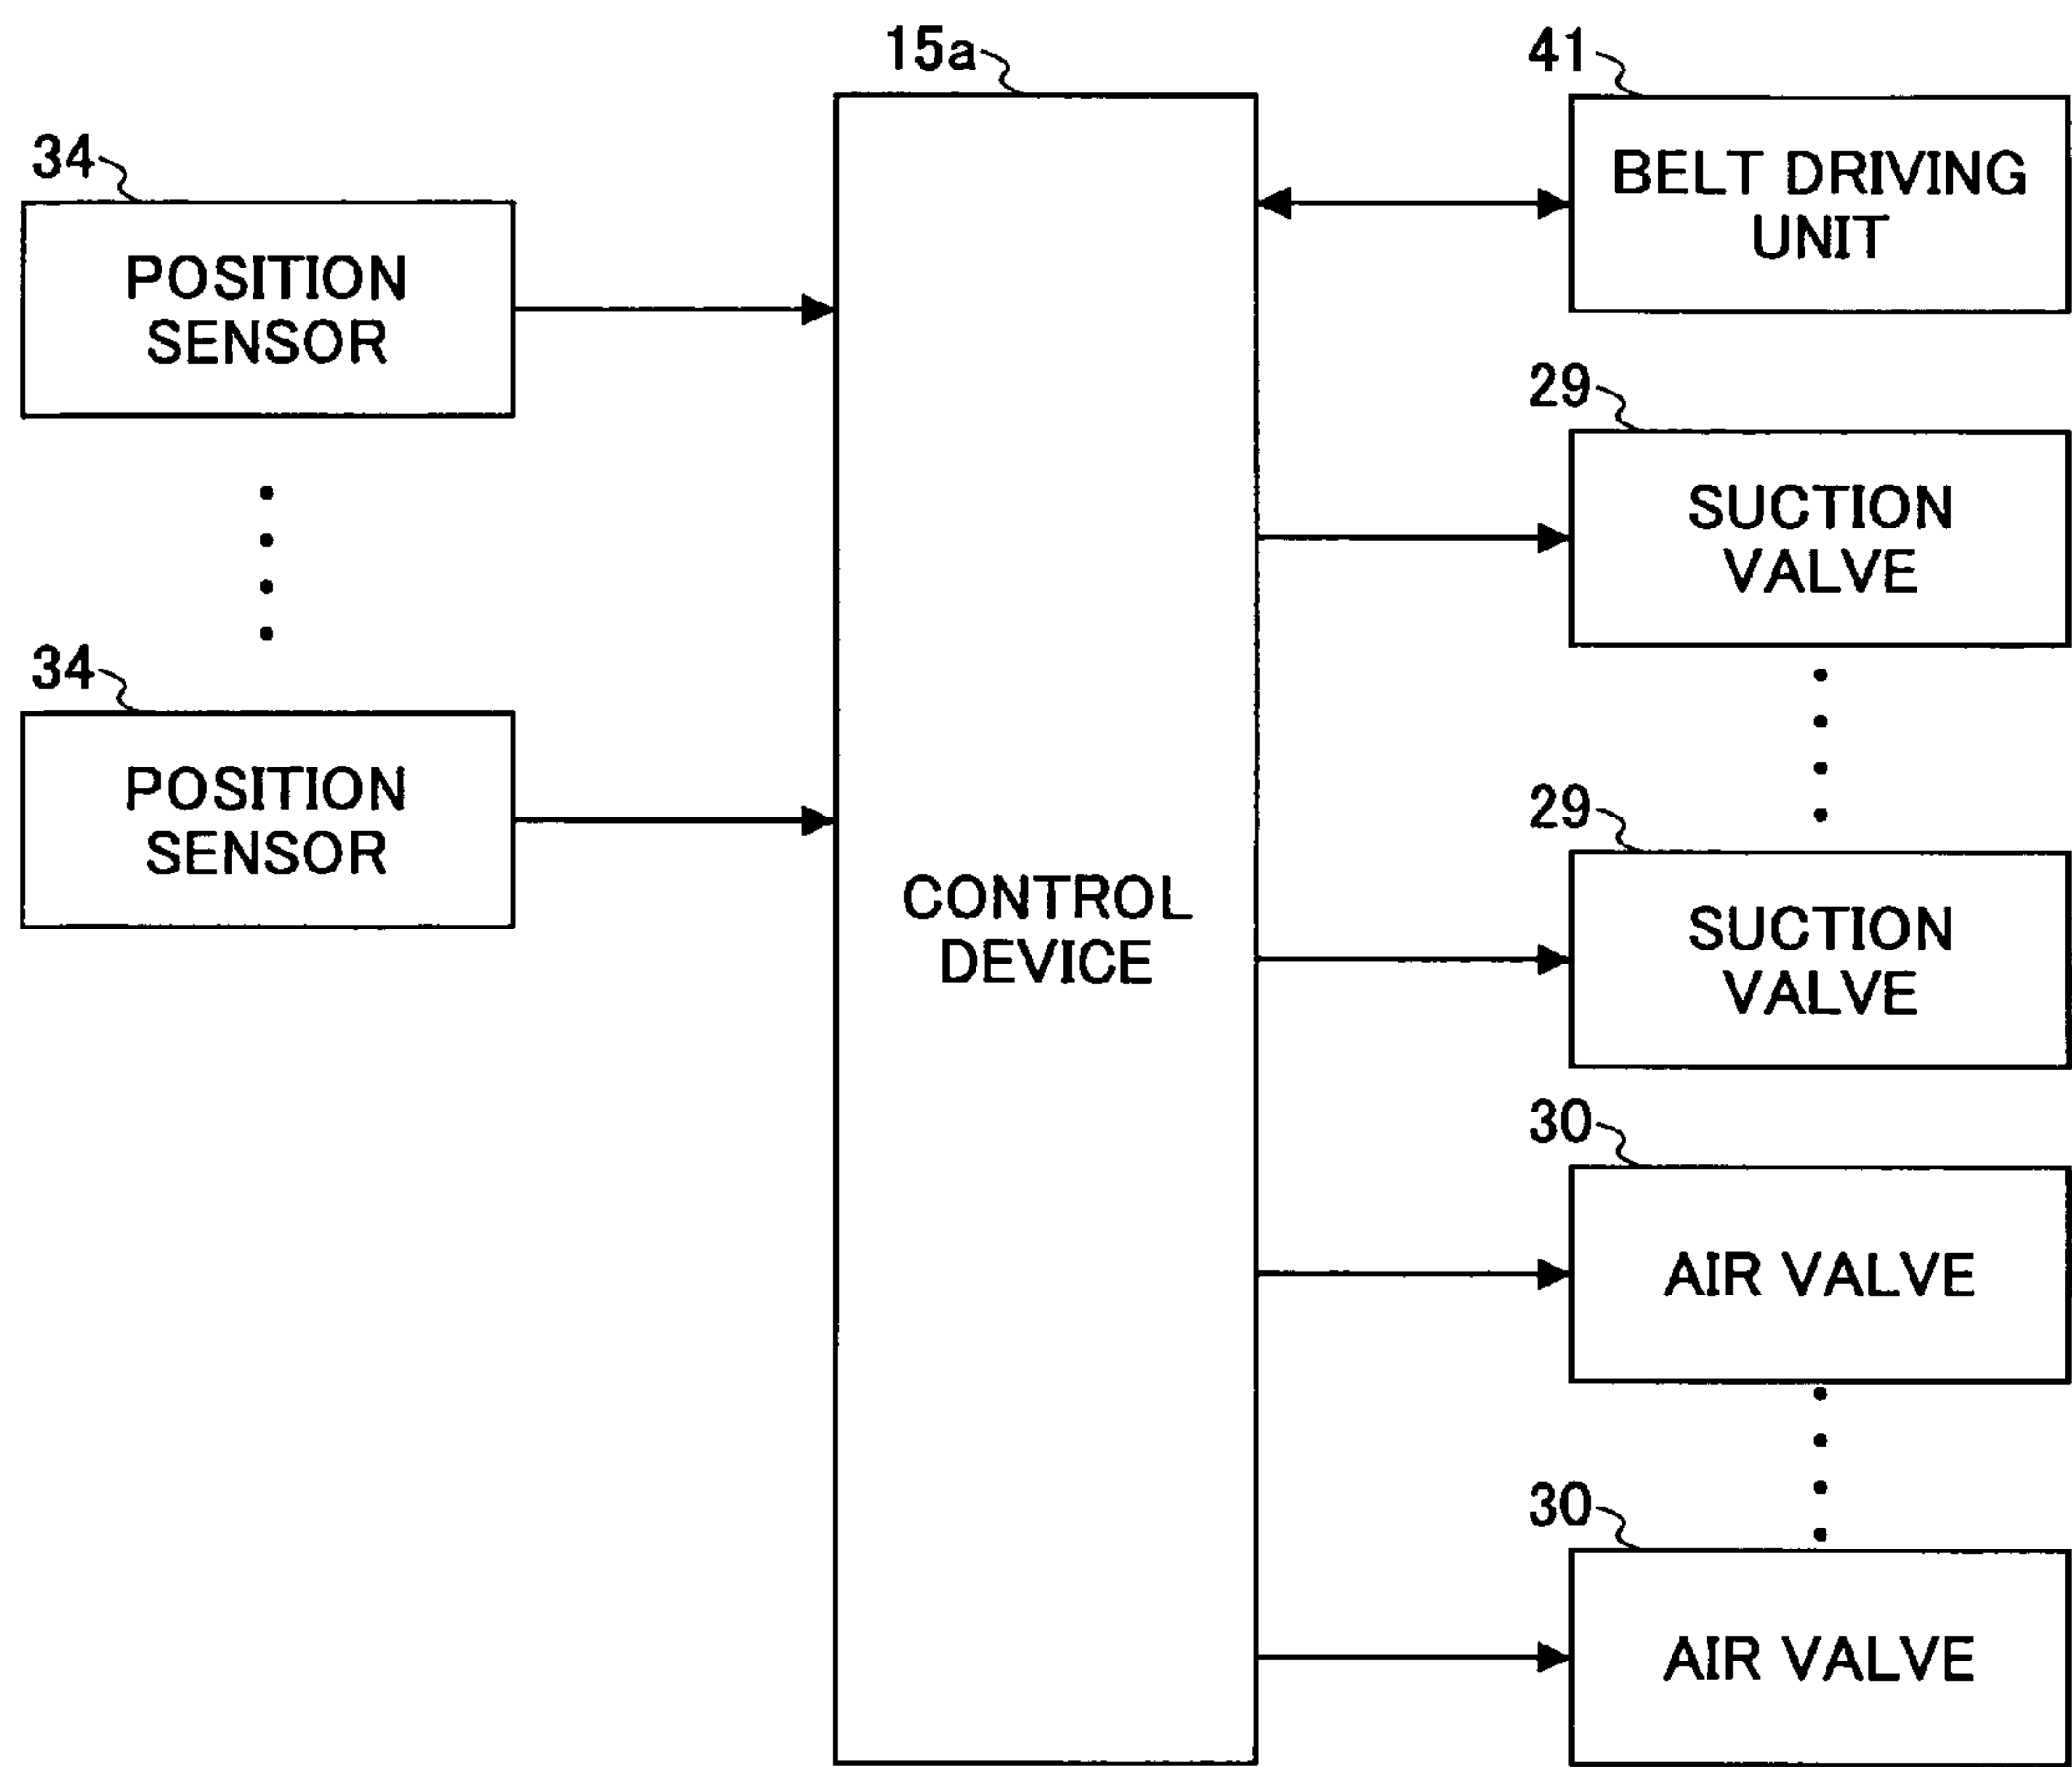 34
POSITION
SENSOR
34
POSITION
SENSOR
15a
CONTROL
DEVICE
41
BELT DRIVING
UNIT
29
SUCTION
VALVE
29
SUCTION
VALVE
30
AIR VALVE
30
AIR VALVE